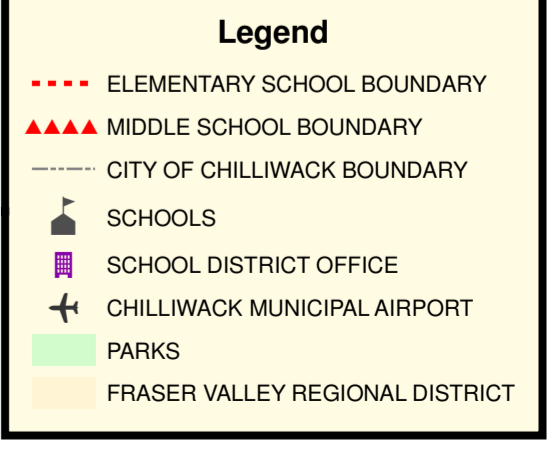 Legend
ELEMENTARY SCHOOL BOUNDARY
MIDDLE SCHOOL BOUNDARY
CITY OF CHILLIWACK BOUNDARY
SCHOOLS
SCHOOL DISTRICT OFFICE
CHILLIWACK MUNICIPAL AIRPORT
PARKS
FRASER VALLEY REGIONAL DISTRICT